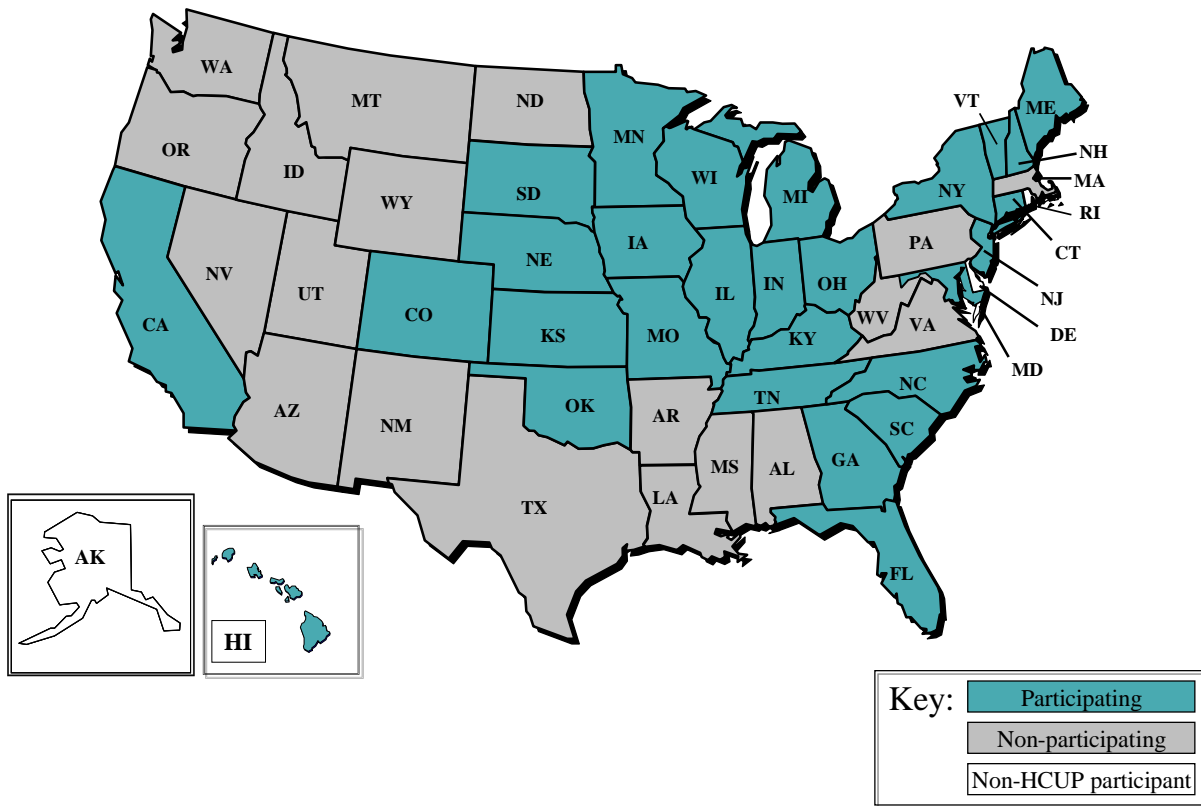 WA
MT
ND
MN
VT
ME
OR
ID
WY
SD
WI
MI
NY
NH
MA
RI
CT
NV
UT
CO
NE
IA
IL
IN
OH
PA
NJ
DE
MD
CA
KS
MO
KY
WV
VA
AZ
NM
OK
AR
TN
NC
SC
TX
LA
MS
AL
GA
FL
AK
HI
Key:
Participating
Non-participating
Non-HCUP participant